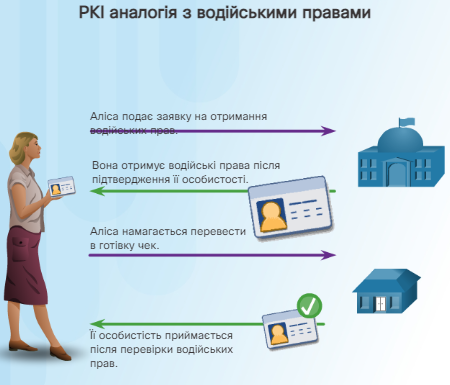 PKI аналогія з водійськими правами
Аліса подає заявку на отримання
водійських прав.
Вона отримує водійські права після
підтвердження її особистості.
Аліса намагається перевести
в готівку чек.
Її особистість приймається
після перевірки водійських
прав.